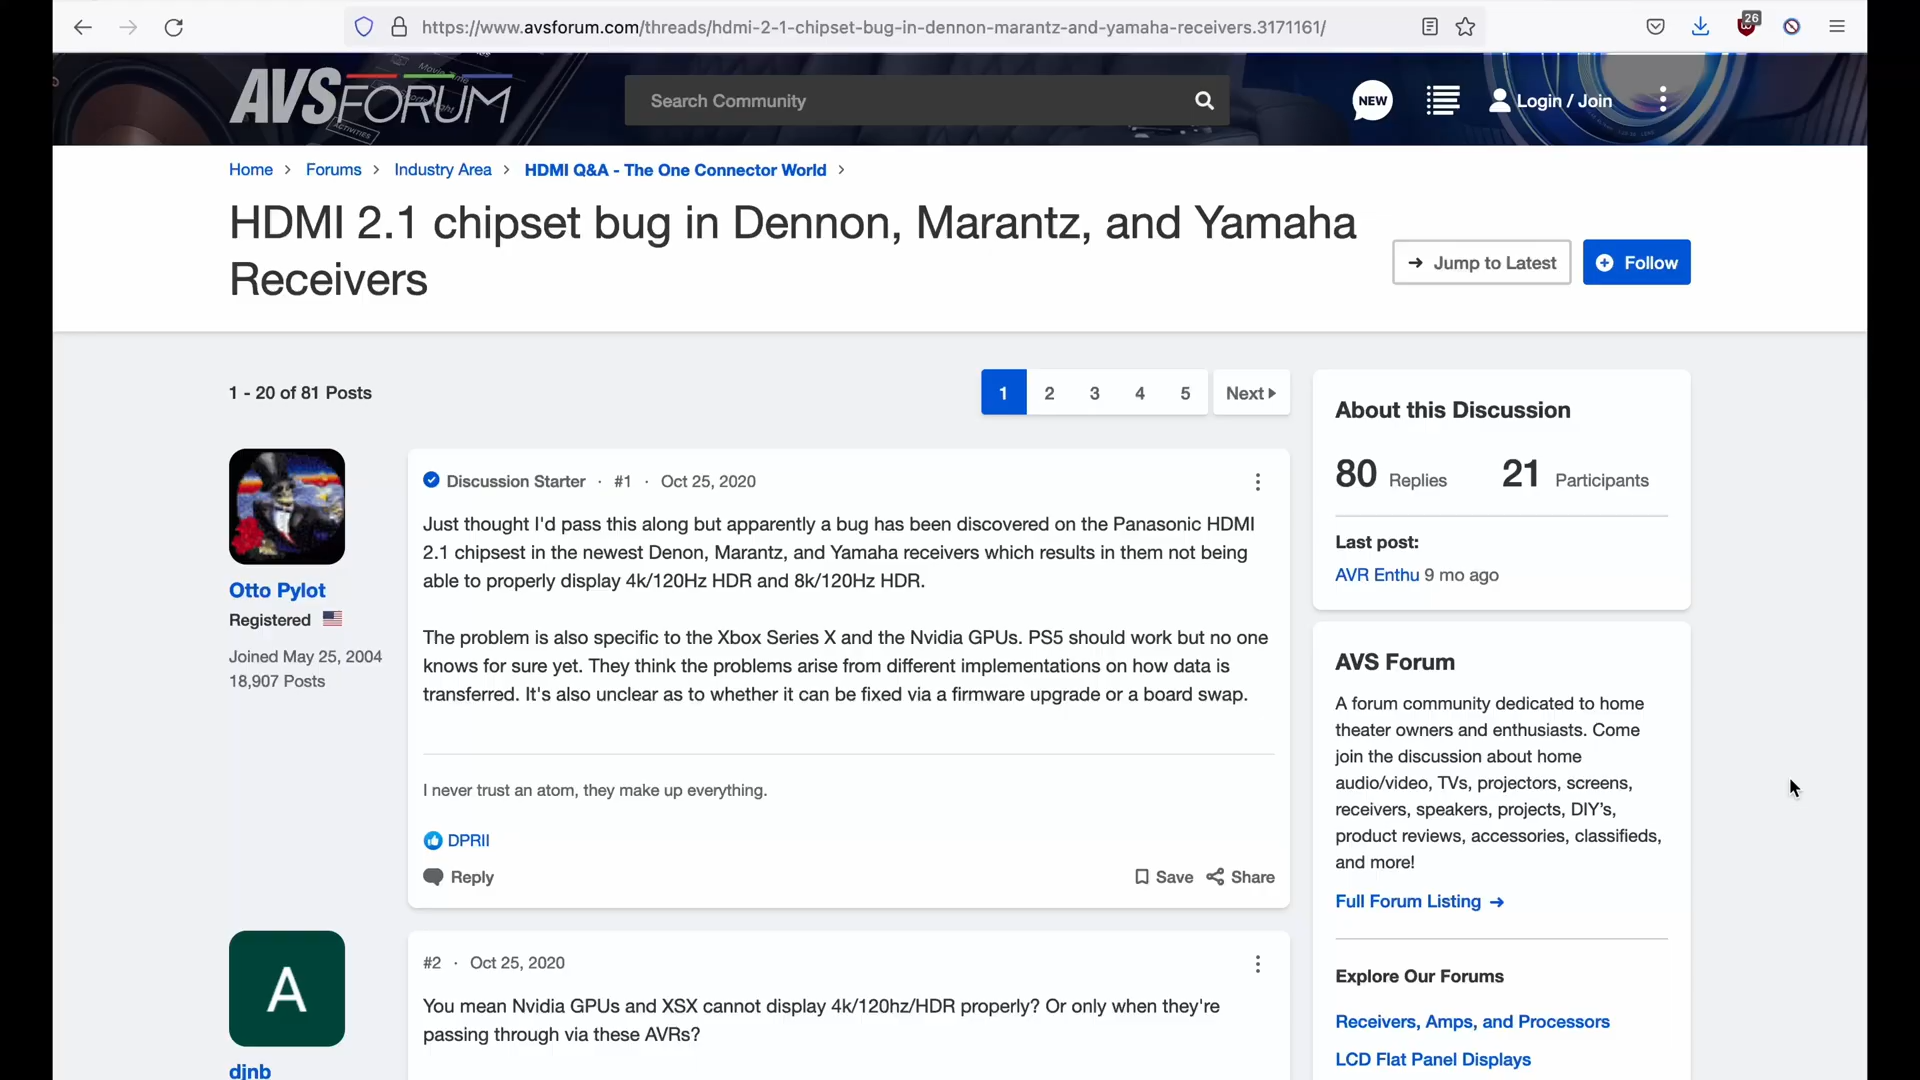 https://www.avsforum.com/threads/hdmi-2-1-chipset-bug-in-dennon-marantz-and-yamaha-receivers.3171161/
26
AVSFORUM
Search Community
NEW
Login / Join
Home > Forums > Industry Area > HDMI Q&A - The One Connector World >
HDMI 2.1 chipset bug in Dennon, Marantz, and Yamaha
Receivers
Jump to Latest
Follow
1 - 20 of 81 Posts
1 2 3 4 5 Next
Otto Pylot
Registered
Joined May 25, 2004
18,907 Posts
Discussion Starter · #1 · Oct 25, 2020
Just thought I'd pass this along but apparently a bug has been discovered on the Panasonic HDMI
2.1 chipsest in the newest Denon, Marantz, and Yamaha receivers which results in them not being
able to properly display 4k/120Hz HDR and 8k/120Hz HDR.
The problem is also specific to the Xbox Series X and the Nvidia GPUs. PS5 should work but no one
knows for sure yet. They think the problems arise from different implementations on how data is
transferred. It's also unclear as to whether it can be fixed via a firmware upgrade or a board swap.
I never trust an atom, they make up everything.
DPRII
Reply
Save
Share
A
djnb
#2 · Oct 25, 2020
You mean Nvidia GPUs and XSX cannot display 4k/120hz/HDR properly? Or only when they're
passing through via these AVRs?
About this Discussion
80 Replies 21 Participants
Last post:
AVR Enthu 9 mo ago
AVS Forum
A forum community dedicated to home
theater owners and enthusiasts. Come
join the discussion about home
audio/video, TVs, projectors, screens,
receivers, speakers, projects, DIY's,
product reviews, accessories, classifieds,
and more!
Full Forum Listing
Explore Our Forums
Receivers, Amps, and Processors
LCD Flat Panel Displays